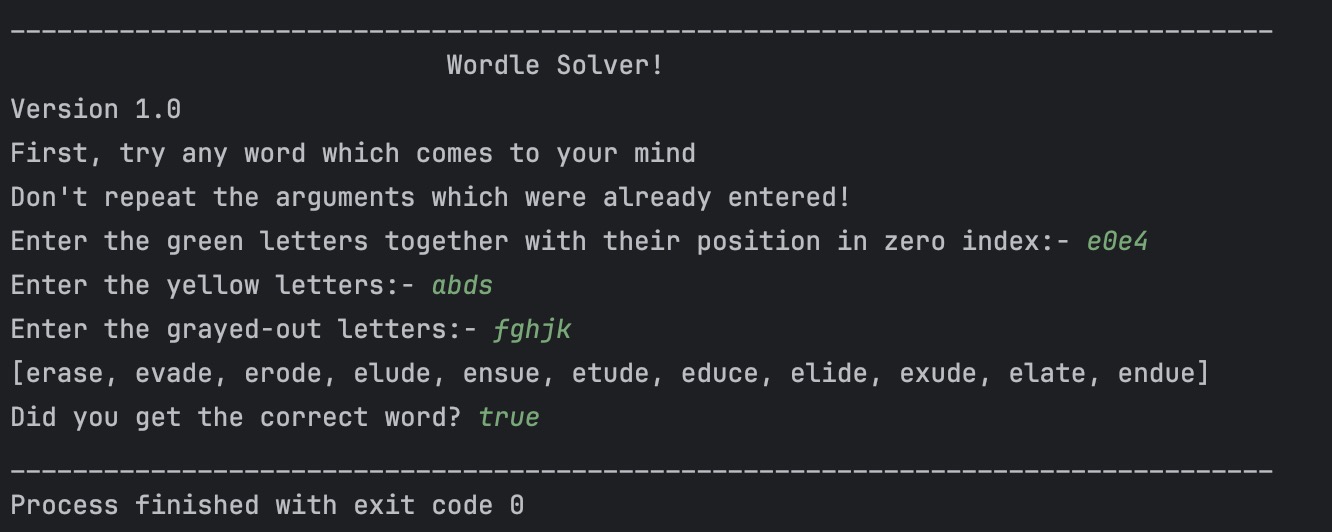 Wordle Solver!
Version 1.0
First, try any word which comes to your mind
Don't repeat the arguments which were already entered!
Enter the green letters together with their position in zero index:- e0e4
Enter the yellow letters:- abds
Enter the grayed-out letters:- fghjk
[erase, evade, erode, elude, ensue, etude, educe, elide, exude, elate, endue]
Did you get the correct word? true
Process finished with exit code 0